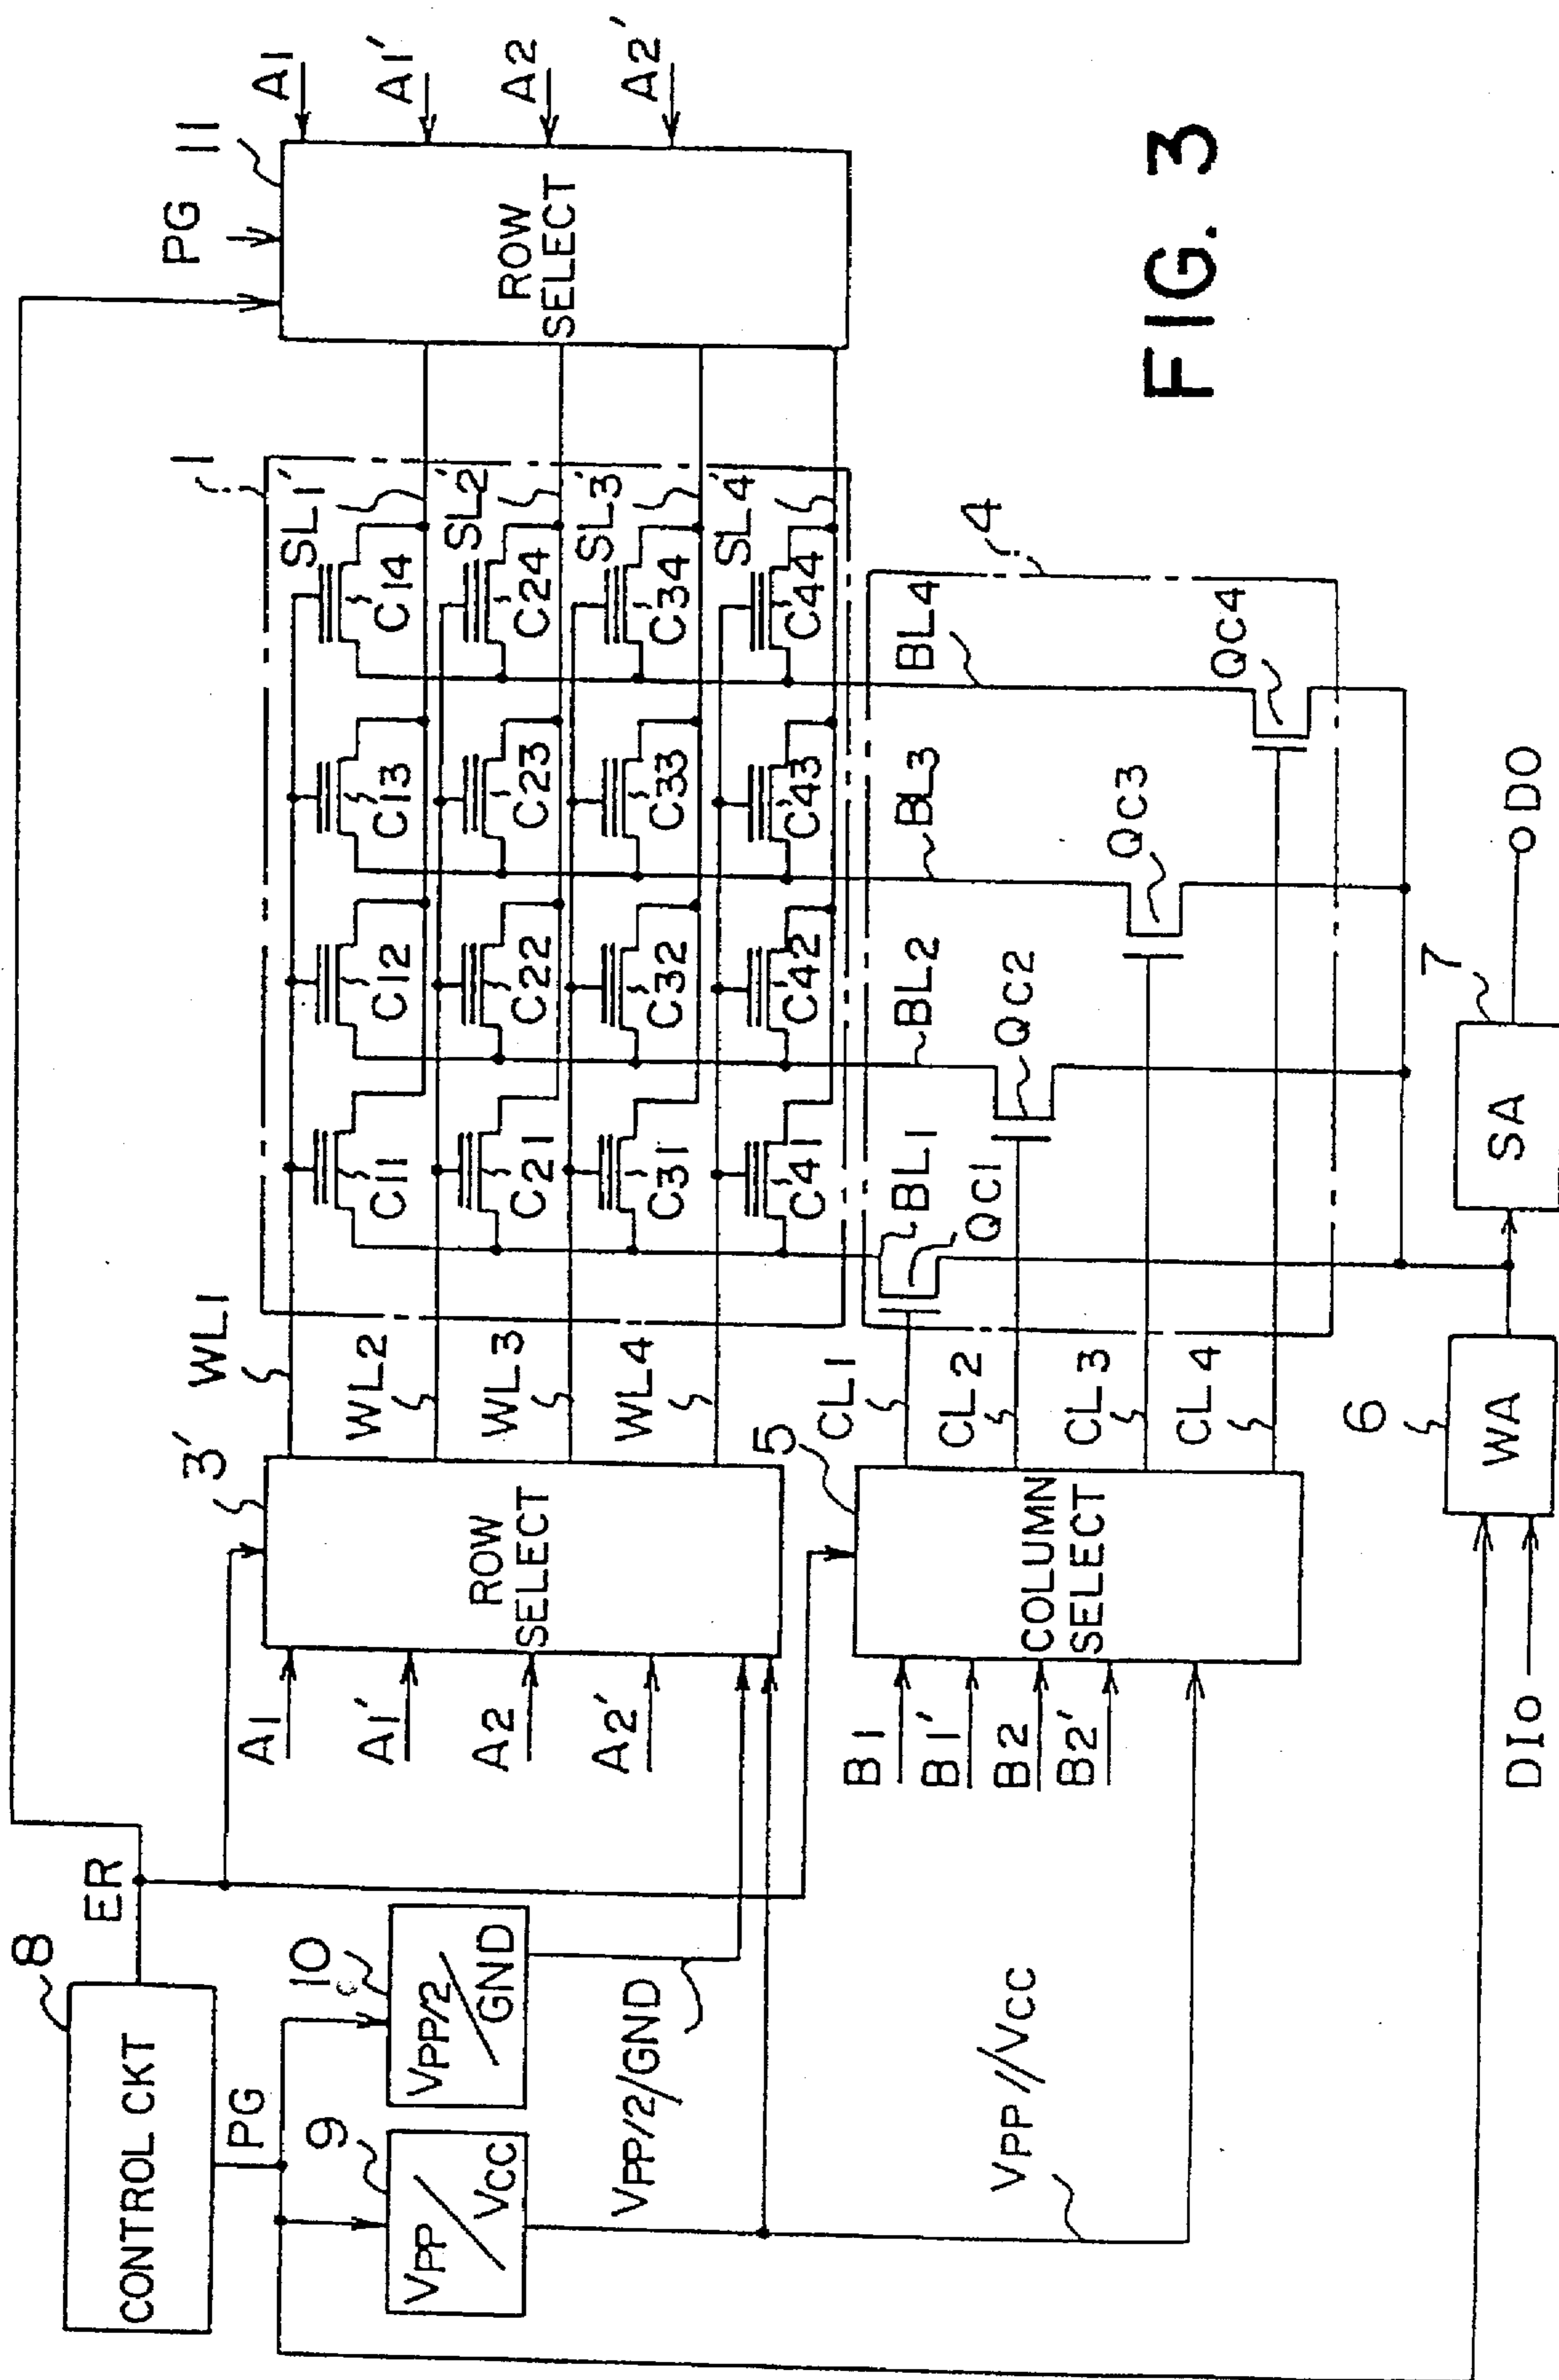 8
CONTROL CKT
ER
PG
9
VPP/VCC
10
VPP/2/GND
VPP/2/GND
VPP//VCC
A1
A1'
A2
A2'
3'
ROW
SELECT
WL1
WL2
WL3
WL4
1
C11
C12
C13
C14
SL1'
C21
C22
C23
C24
SL2'
C31
C32
C33
C34
SL3'
C41
C42
C43
C44
SL4'
PG
11
ROW
SELECT
A1
A1'
A2
A2'
B1
B1'
B2
B2'
5
COLUMN
SELECT
CL1
CL2
CL3
CL4
4
BL1
BL2
BL3
BL4
QC1
QC2
QC3
QC4
DIo
6
WA
7
SA
DO
FIG. 3